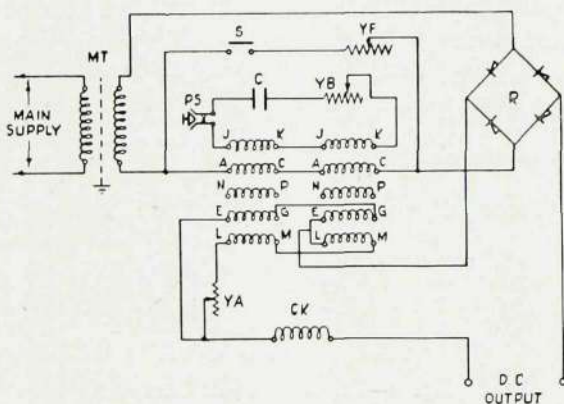 S YF
MT
C YB
PS
R
MAIN
SUPPLY
J K J K
A C A C
N P N P
E G E G
L M L M
YA
CK
D C
OUTPUT